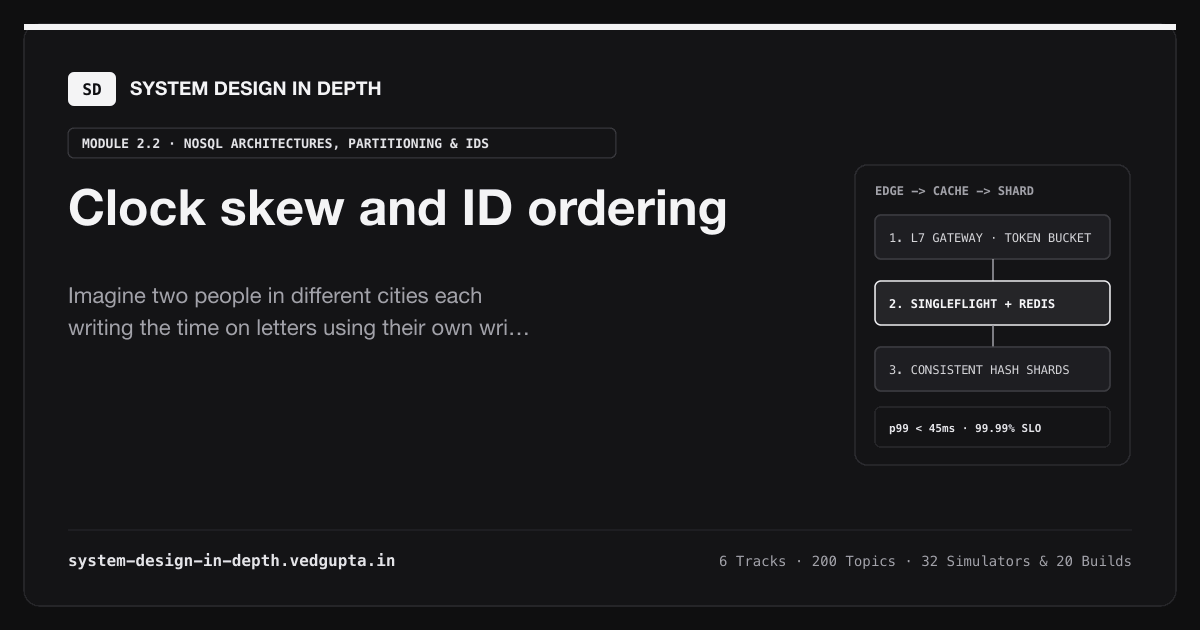 SD
SYSTEM DESIGN IN DEPTH
MODULE 2.2 · NOSQL ARCHITECTURES, PARTITIONING & IDS
Clock skew and ID ordering
Imagine two people in different cities each
writing the time on letters using their own wri…
EDGE -> CACHE -> SHARD
1. L7 GATEWAY · TOKEN BUCKET
2. SINGLEFLIGHT + REDIS
3. CONSISTENT HASH SHARDS
p99 < 45ms · 99.99% SLO
system-design-in-depth.vedgupta.in
6 Tracks · 200 Topics · 32 Simulators & 20 Builds